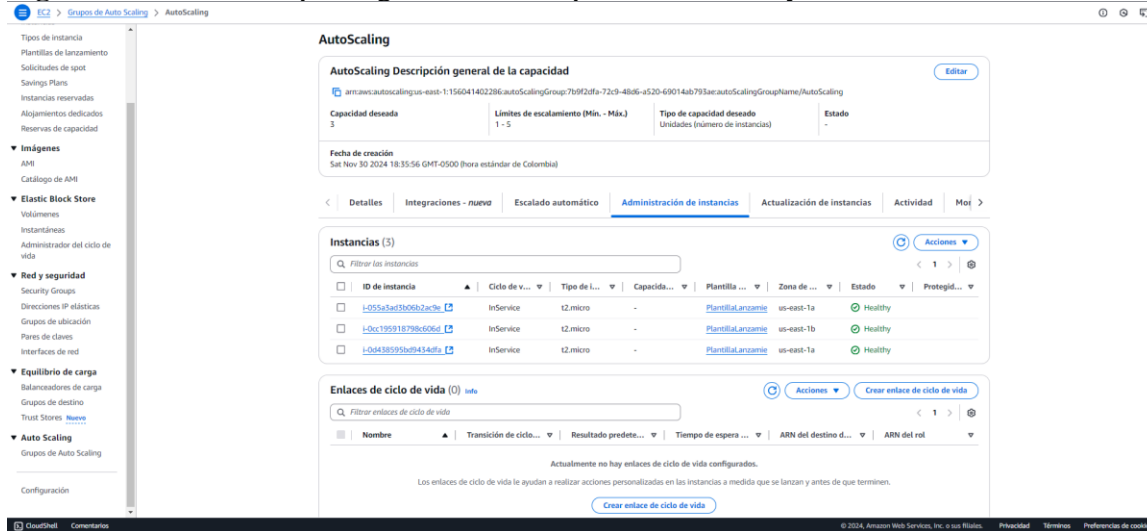 EC2 > Grupos de Auto Scaling > AutoScaling
Tipos de instancia
Plantillas de lanzamiento
Solicitudes de spot
Savings Plans
Instancias reservadas
Alojamientos dedicados
Reservas de capacidad
Imágenes
AMI
Catálogo de AMI
Elastic Block Store
Volúmenes
Instantáneas
Administrador del ciclo de
vida
Red y seguridad
Security Groups
Direcciones IP elásticas
Grupos de ubicación
Pares de claves
Interfaces de red
Equilibrio de carga
Balanceadores de carga
Grupos de destino
Trust Stores Nuevo
Auto Scaling
Grupos de Auto Scaling
Configuración
AutoScaling
AutoScaling Descripción general de la capacidad
Editar
arn:aws:autoscaling:us-east-1:156041402286:autoScalingGroup:7b9f2dfa-72c9-48d6-a520-69014ab793ae:autoScalingGroupName/AutoScaling
Capacidad deseada Límites de escalamiento (Mín. - Máx.) Tipo de capacidad deseado Estado
3 1 - 5 Unidades (número de instancias) -
Fecha de creación
Sat Nov 30 2024 18:35:56 GMT-0500 (hora estándar de Colombia)
Detalles Integraciones - nueva Escalado automático Administración de instancias Actualización de instancias Actividad Mor
Instancias (3) Acciones
Filtrar las instancias 1
ID de instancia Ciclo de v... Tipo de i... Capacida... Plantilla ... Zona de ... Estado Protegid...
i-055a3ad3b06b2ac9e InService t2.micro - PlantillaLanzamie us-east-1a Healthy
i-0cc195918798c606d InService t2.micro - PlantillaLanzamie us-east-1b Healthy
i-0d438595bd9434dfa InService t2.micro - PlantillaLanzamie us-east-1a Healthy
Enlaces de ciclo de vida (0) Info Acciones Crear enlace de ciclo de vida
Filtrar enlaces de ciclo de vida 1
Nombre Transición de ciclo... Resultado predete... Tiempo de espera ... ARN del destino d... ARN del rol
Actualmente no hay enlaces de ciclo de vida configurados.
Los enlaces de ciclo de vida le ayudan a realizar acciones personalizadas en las instancias a medida que se lanzan y antes de que terminen.
Crear enlace de ciclo de vida
CloudShell Comentarios © 2024, Amazon Web Services, Inc. o sus filiales. Privacidad Términos Preferencias de cookie